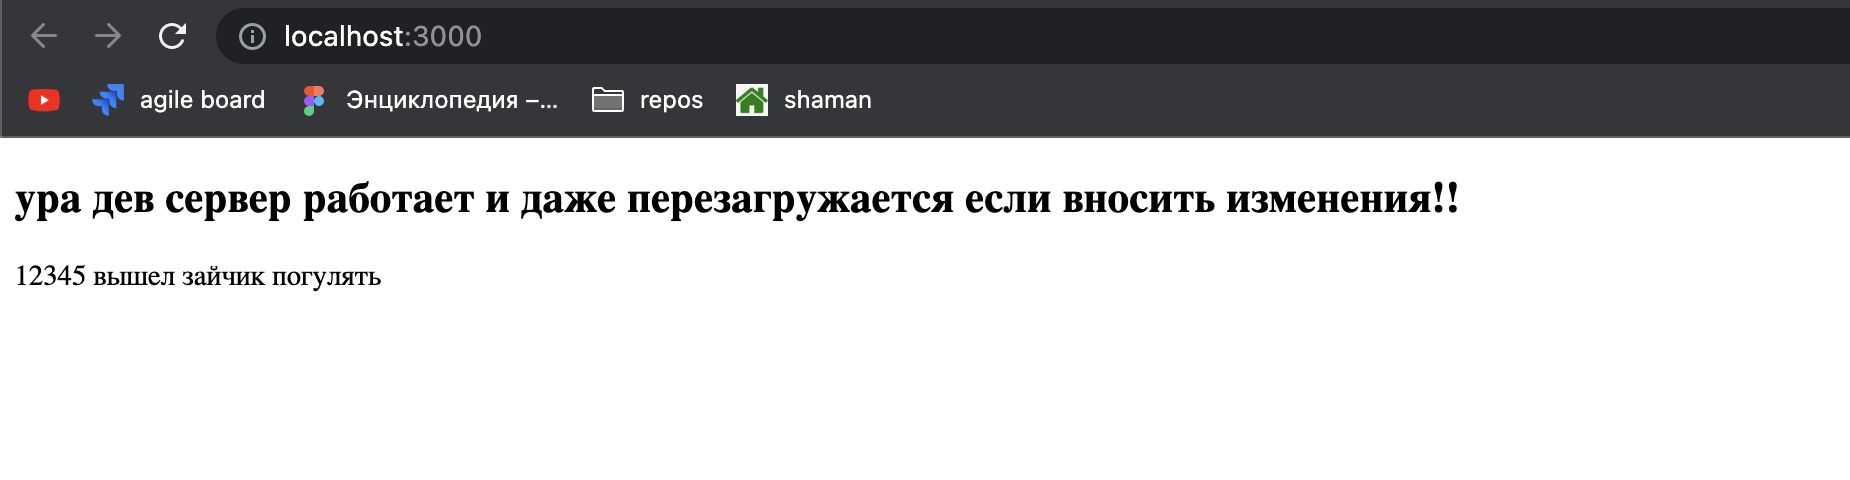 localhost:3000
agile board Энциклопедия –... repos shaman
ура дев сервер работает и даже перезагружается если вносить изменения!!
12345 вышел зайчик погулять